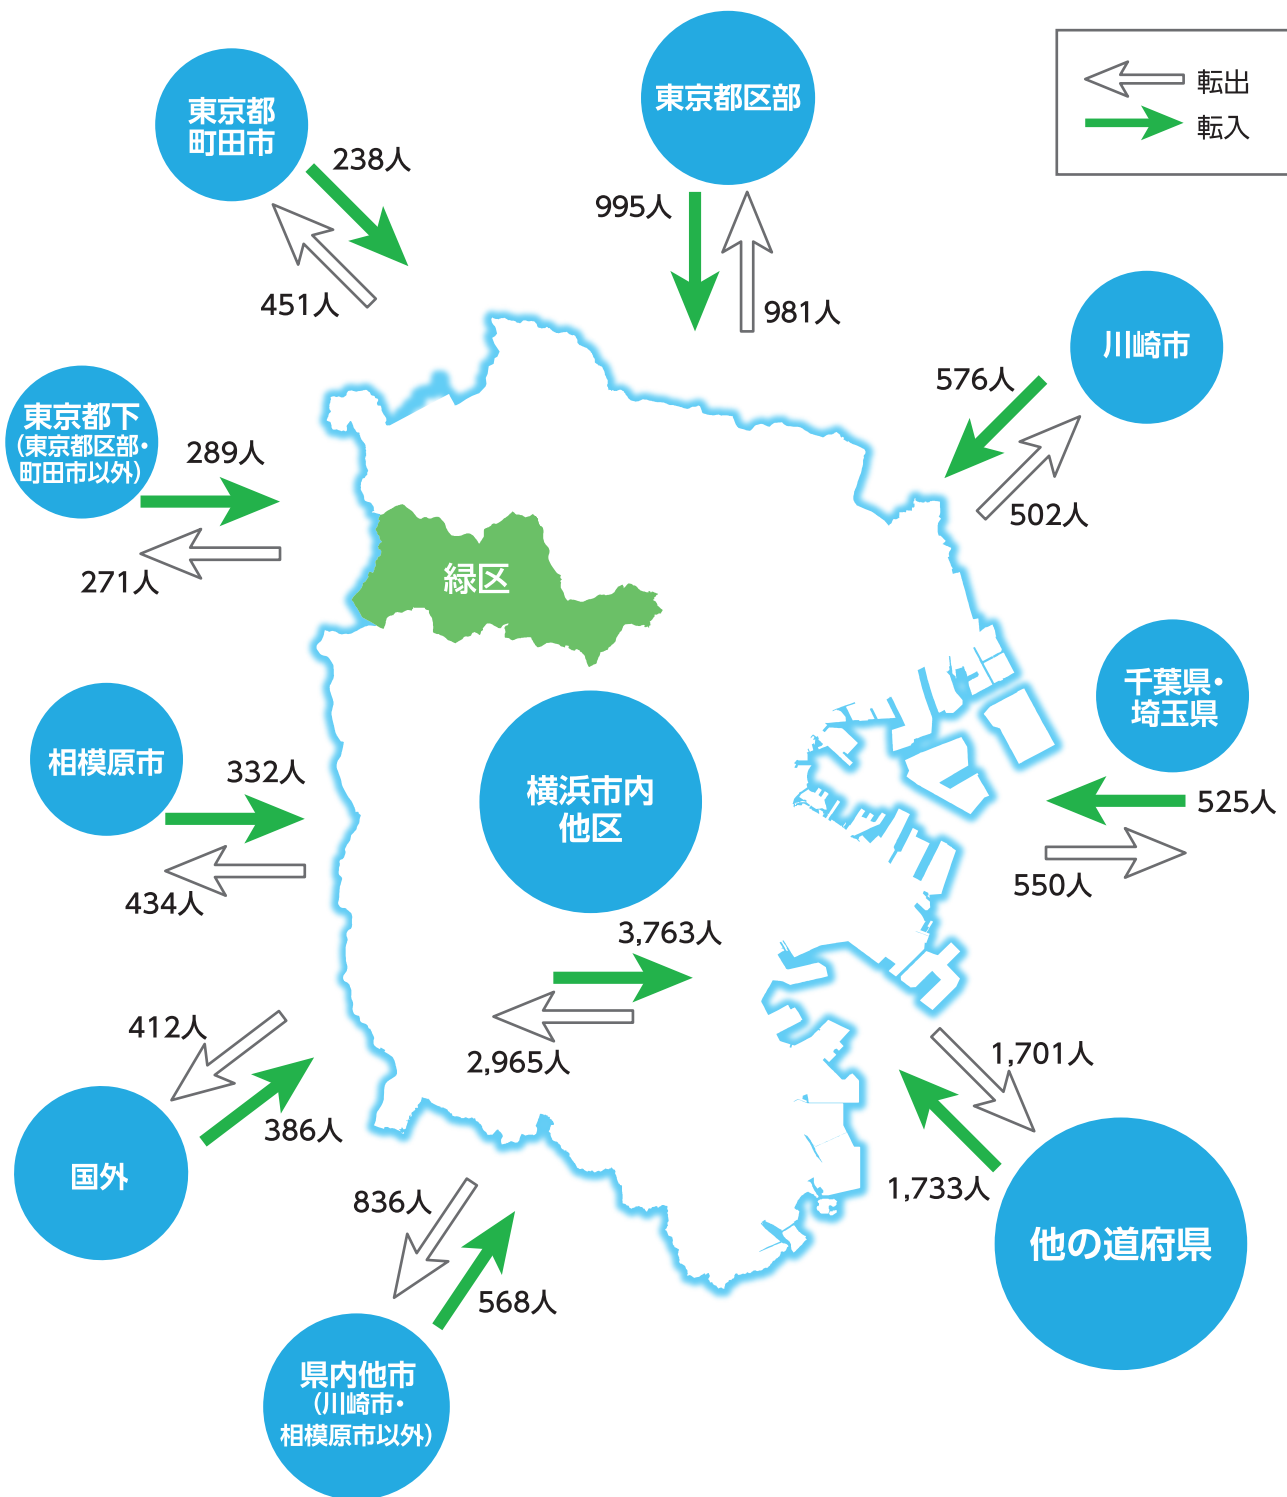 転出
転入
東京都
町田市
238人
451人
東京都区部
995人
981人
川崎市
576人
502人
東京都下
(東京都区部・
町田市以外)
289人
271人
緑区
千葉県・
埼玉県
525人
550人
相模原市
332人
434人
横浜市内
他区
3,763人
2,965人
412人
386人
国外
1,701人
1,733人
他の道府県
836人
568人
県内他市
(川崎市・
相模原市以外)